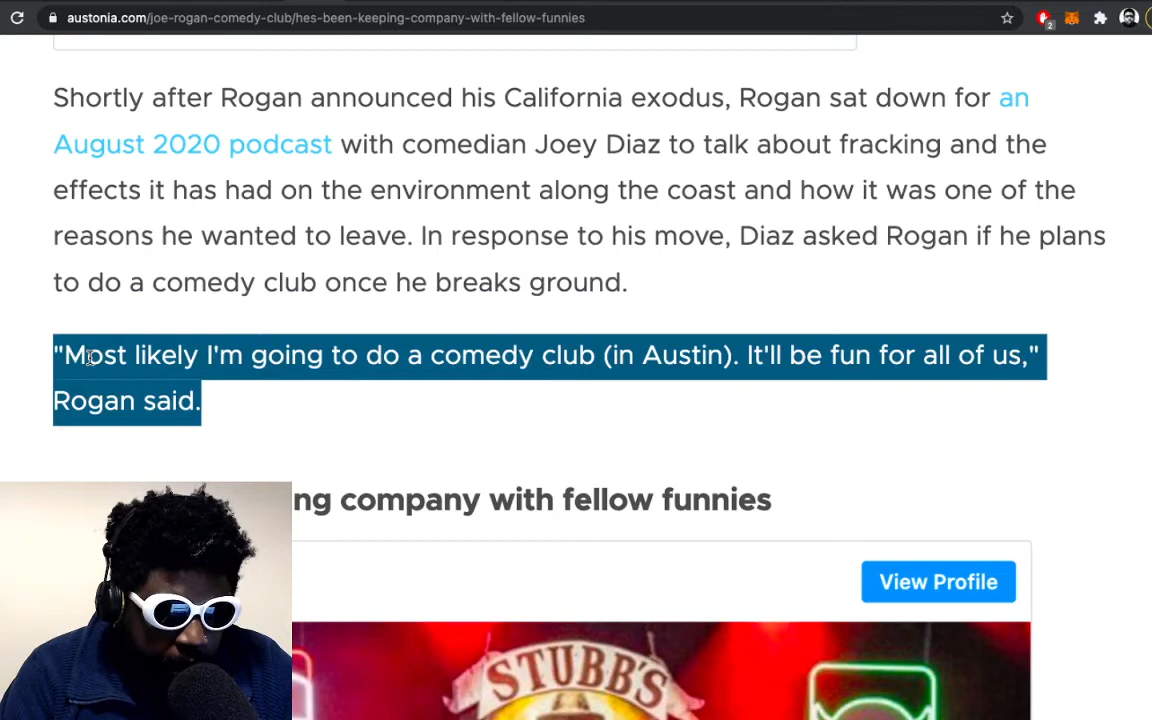 austonia.com/joe-rogan-comedy-club/hes-been-keeping-company-with-fellow-funnies
2
Shortly after Rogan announced his California exodus, Rogan sat down for an
August 2020 podcast with comedian Joey Diaz to talk about fracking and the
effects it has had on the environment along the coast and how it was one of the
reasons he wanted to leave. In response to his move, Diaz asked Rogan if he plans
to do a comedy club once he breaks ground.
"Most likely I'm going to do a comedy club (in Austin). It'll be fun for all of us,"
Rogan said.
ng company with fellow funnies
View Profile
STUBB'S